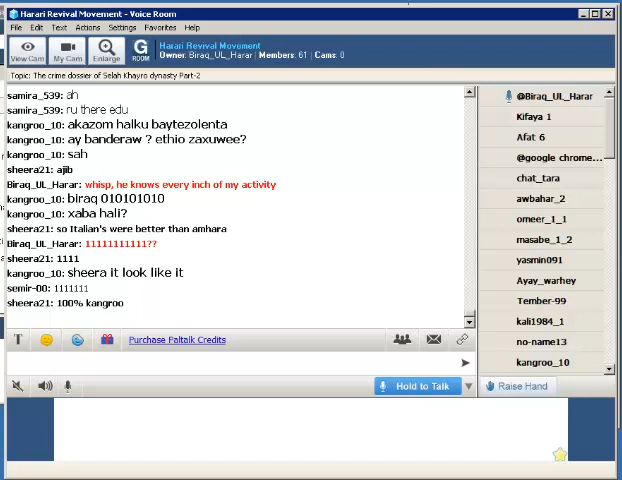 Harari Revival Movement - Voice Room
File Edit Text Actions Settings Favorites Help
View Cam My Cam Enlarge G ROOM
Harari Revival Movement
Owner: Biraq_UL_Harar | Members: 61 | Cams: 0
Topic: The crime dossier of Selah Khayro dynasty Part-2
samira_539: ah
samira_539: ru there edu
kangroo_10: akazom halku baytezolenta
kangroo_10: ay banderaw ? ethio zaxuwee?
kangroo_10: sah
sheera21: ajib
Biraq_UL_Harar: whisp, he knows every inch of my activity
kangroo_10: biraq 010101010
kangroo_10: xaba hali?
sheera21: so Italian's were better than amhara
Biraq_UL_Harar: 11111111111??
sheera21: 1111
kangroo_10: sheera it look like it
semir-00: 1111111
sheera21: 100% kangroo
@Biraq_UL_Harar
Kifaya 1
Afat 6
@google chrome...
chat_tara
awbahar_2
omeer_1_1
masabe_1_2
yasmin091
Ayay_warhey
Tember-99
kali1984_1
no-name13
kangroo_10
T Purchase Paltalk Credits
Hold to Talk
Raise Hand